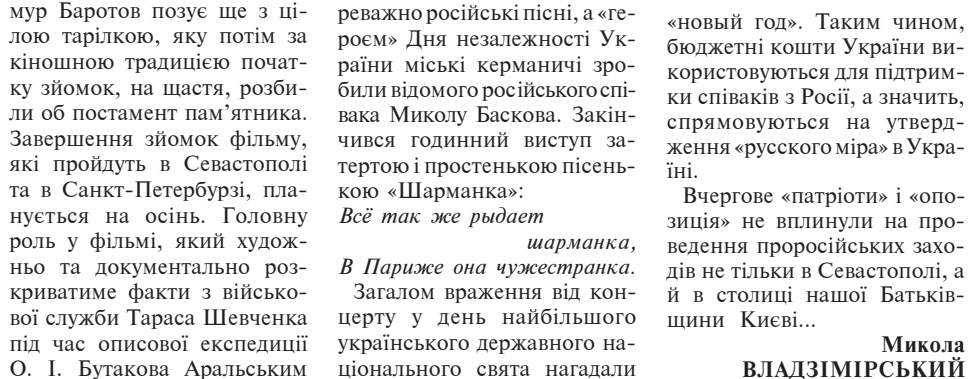 мур Баротов позує ще з ці-
лою тарілкою, яку потім за
кіношною традицією почат-
ку зйомок, на щастя, розби-
ли об постамент пам’ятника.
Завершення зйомок фільму,
які пройдуть в Севастополі
та в Санкт-Петербурзі, пла-
нується на осінь. Головну
роль у фільмі, який худож-
ньо та документально роз-
криватиме факти з військо-
вої служби Тараса Шевченка
під час описової експедиції
О. І. Бутакова Аральським
реважно російські пісні, а «ге-
роєм» Дня незалежності Ук-
раїни міські керманичі зро-
били відомого російського спі-
вака Миколу Баскова. Закін-
чився годинний виступ за-
тертою і простенькою пісень-
кою «Шарманка»:
Всё так же рыдает
шарманка,
В Париже она чужестранка.
Загалом враження від кон-
церту у день найбільшого
українського державного на-
ціонального свята нагадали
«новый год». Таким чином,
бюджетні кошти України ви-
користовуються для підтрим-
ки співаків з Росії, а значить,
спрямовуються на утверд-
ження «русского міра» в Укра-
їні.
Вчергове «патріоти» і «опо-
зиція» не вплинули на про-
ведення проросійських захо-
дів не тільки в Севастополі, а
й в столиці нашої Батьків-
щини Києві...
Микола
ВЛАДЗІМІРСЬКИЙ